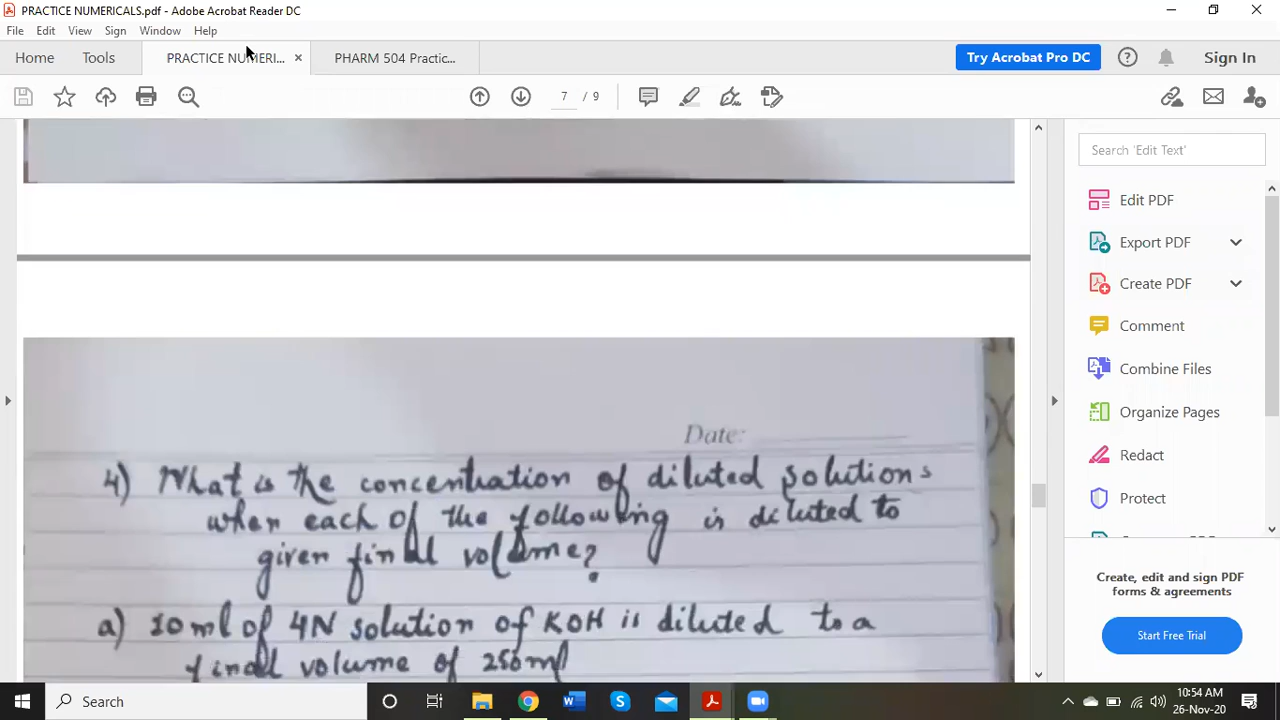 PRACTICE NUMERICALS.pdf - Adobe Acrobat Reader DC
File Edit View Sign Window Help
Home Tools PRACTICE NUMERI... × PHARM 504 Practic... Try Acrobat Pro DC Sign In
7 / 9
Search 'Edit Text'
Edit PDF
Export PDF
Create PDF
Comment
Combine Files
Organize Pages
Redact
Protect
Create, edit and sign PDF
forms & agreements
Start Free Trial
Date:
4) What is the concentration of diluted solutions
when each of the following is diluted to
given final volume?
a) 10ml of 4N solution of KOH is diluted to a
final volume of 250ml
Search
10:54 AM
26-Nov-20